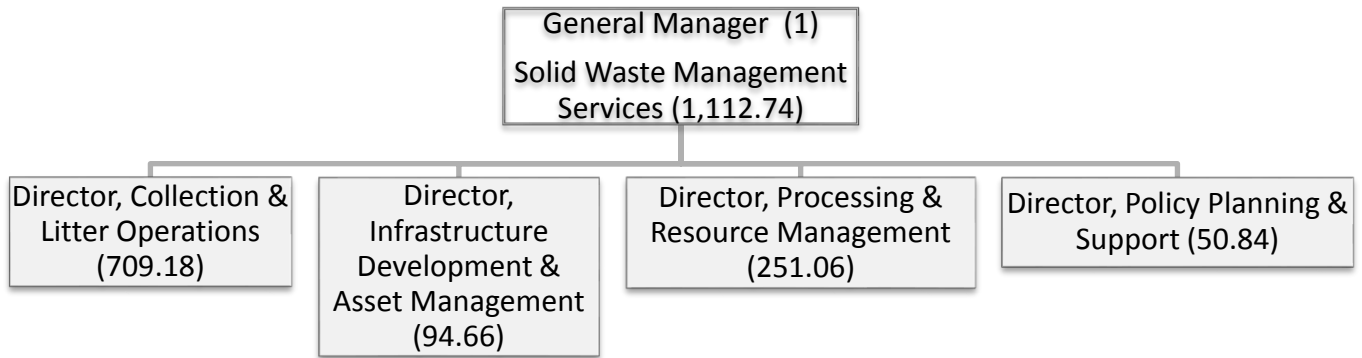 General Manager (1)
Solid Waste Management
Services (1,112.74)
Director, Collection &
Litter Operations
(709.18)
Director,
Infrastructure
Development &
Asset Management
(94.66)
Director, Processing &
Resource Management
(251.06)
Director, Policy Planning &
Support (50.84)